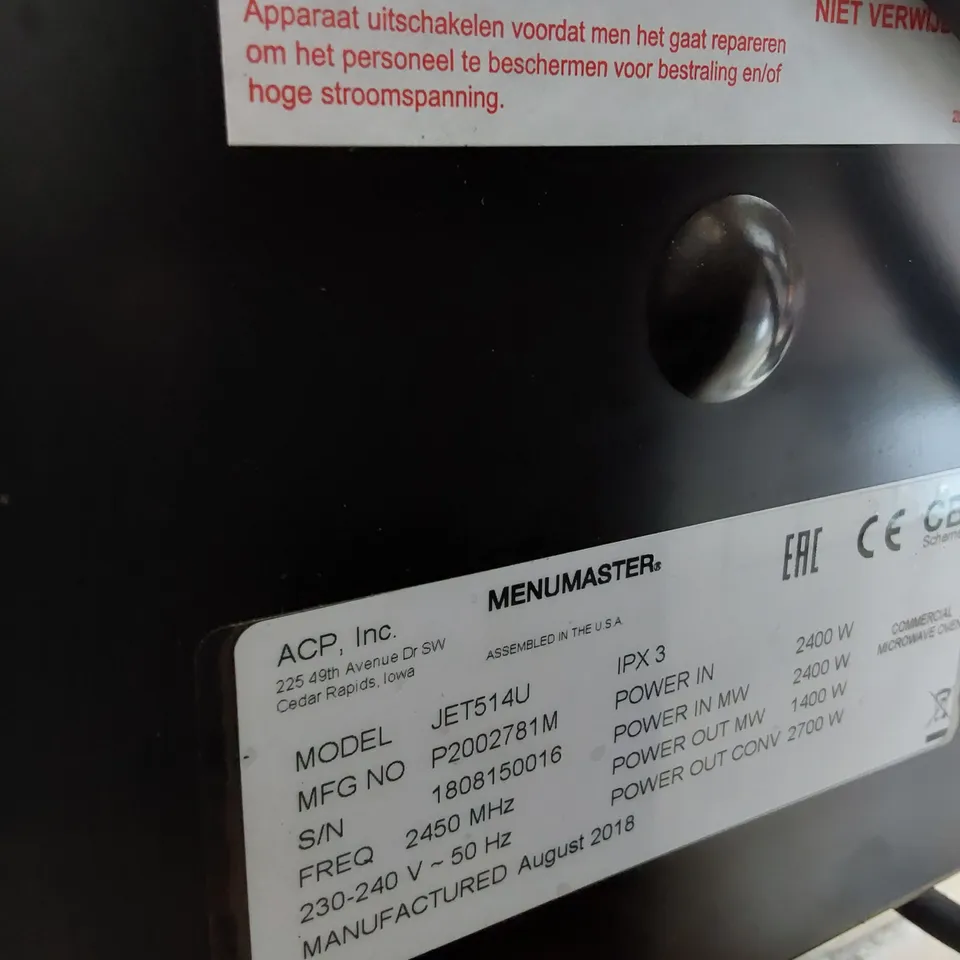 Apparaat uitschakelen voordat men het gaat repareren
om het personeel te beschermen voor bestraling en/of
hoge stroomspanning.
NIET
MENUMASTER®
EAC CE
ACP, Inc.
225 49th Avenue Dr SW
Cedar Rapids, Iowa
ASSEMBLED IN THE U.S.A.
COMMERCIAL
MICROWAVE OVEN
MODEL JET514U
MFG NO P2002781M
S/N 1808150016
FREQ 2450 MHz
230-240 V ~ 50 Hz
MANUFACTURED August 2018
IPX 3
POWER IN 2400 W
POWER IN MW 2400 W
POWER OUT MW 1400 W
POWER OUT CONV 2700 W